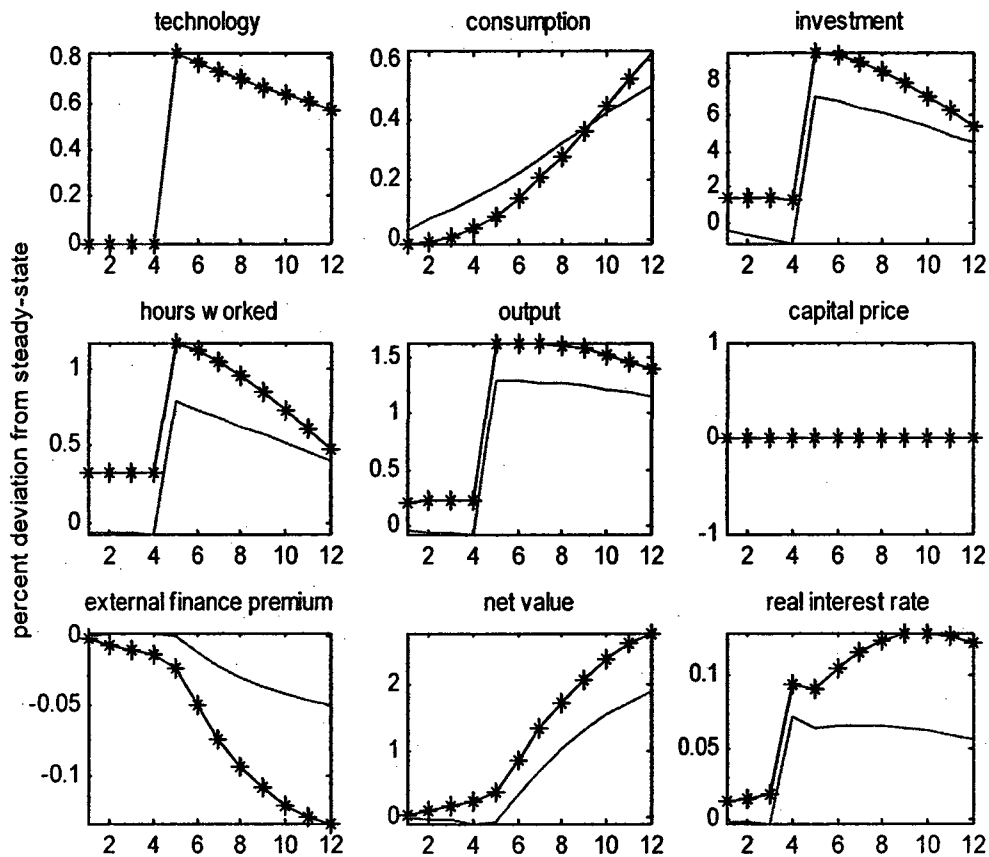 technology consumption investment
0.8 0.6 8
0.6 0.4 6
0.4 4
0.2 0.2 2
0 0 0
2 4 6 8 10 12 2 4 6 8 10 12 2 4 6 8 10 12
hours worked output capital price
1 1.5 1
1
0.5 0
0.5
0 0 -1
2 4 6 8 10 12 2 4 6 8 10 12 2 4 6 8 10 12
external finance premium net value real interest rate
0 2 0.1
-0.05 1 0.05
-0.1
0 0
2 4 6 8 10 12 2 4 6 8 10 12 2 4 6 8 10 12
percent deviation from steady-state